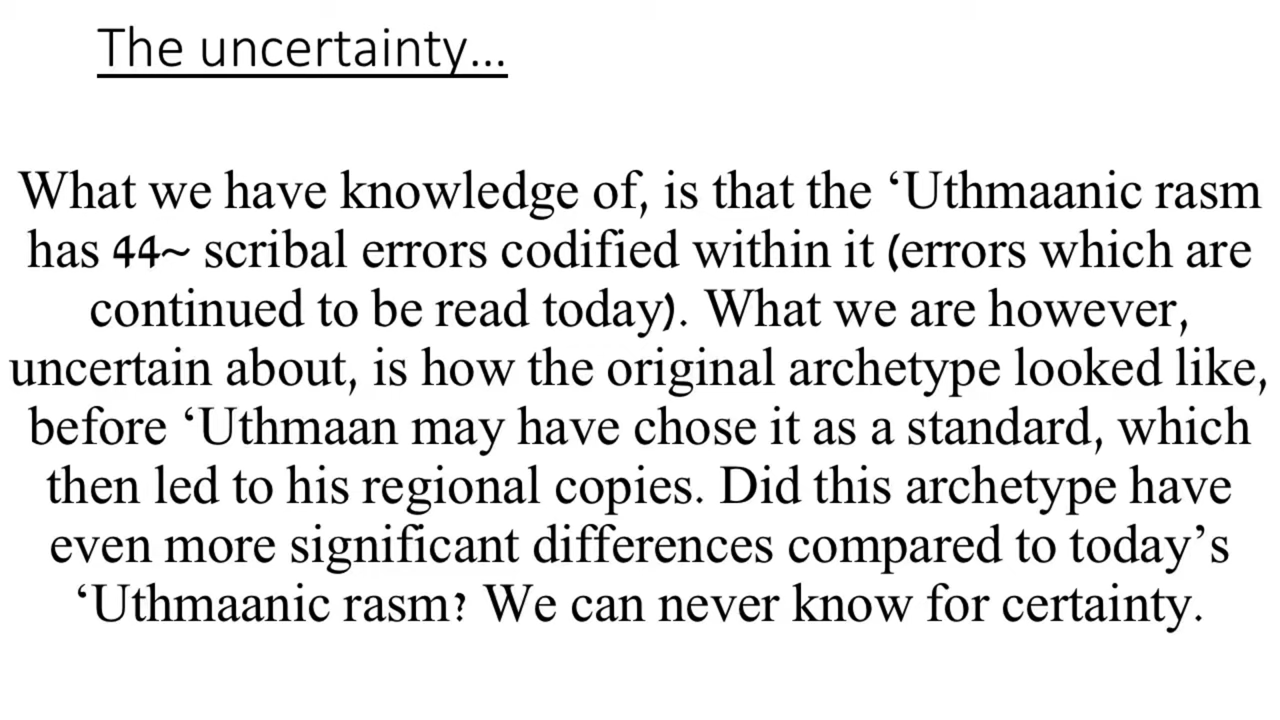 The uncertainty...
What we have knowledge of, is that the ‘Uthmaanic rasm
has 44~ scribal errors codified within it (errors which are
continued to be read today). What we are however,
uncertain about, is how the original archetype looked like,
before ‘Uthmaan may have chose it as a standard, which
then led to his regional copies. Did this archetype have
even more significant differences compared to today’s
‘Uthmaanic rasm? We can never know for certainty.